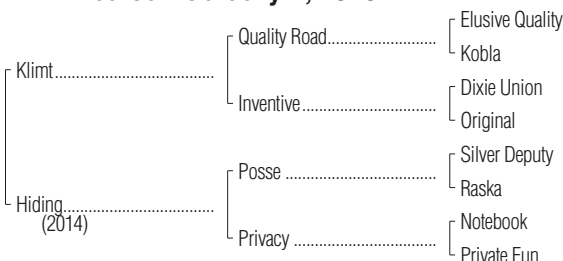 Elusive Quality
Quality Road
Kobla
Klimt
Dixie Union
Inventive
Original
Silver Deputy
Posse
Raska
Hiding
(2014)
Notebook
Privacy
Private Fun